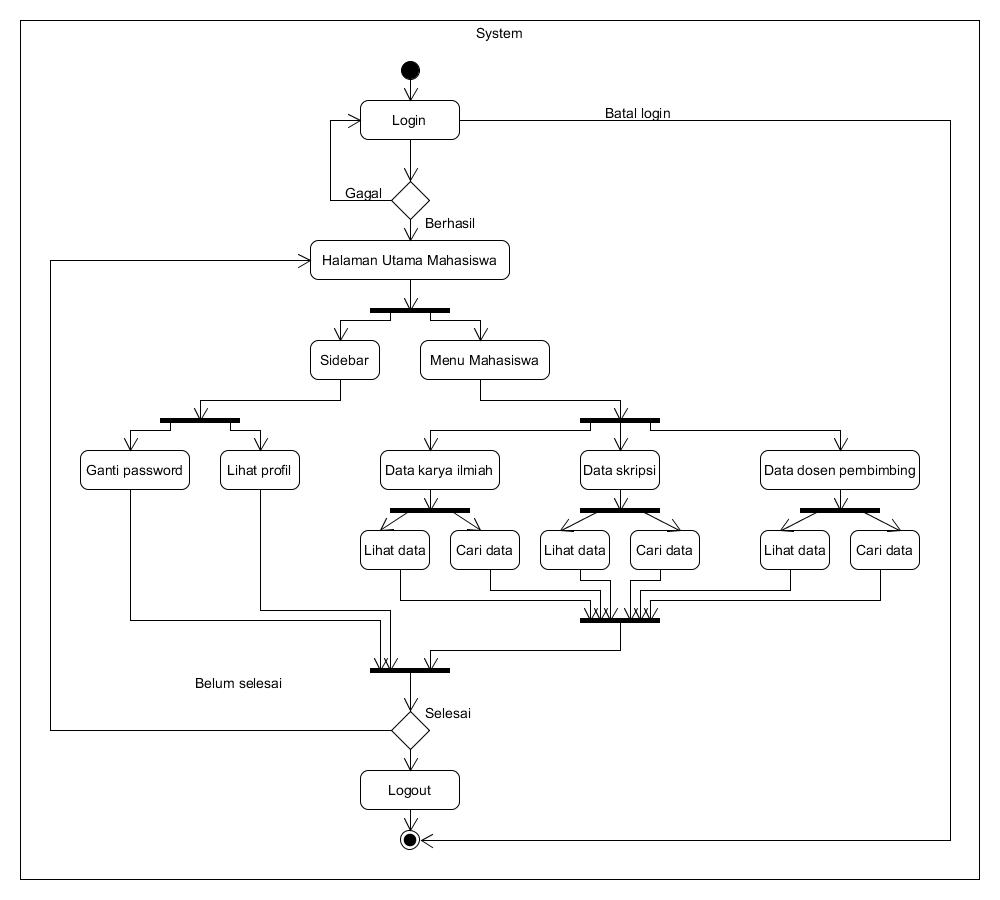 System
Login
Batal login
Gagal
Berhasil
Halaman Utama Mahasiswa
Sidebar
Menu Mahasiswa
Ganti password
Lihat profil
Data karya ilmiah
Data skripsi
Data dosen pembimbing
Lihat data
Cari data
Lihat data
Cari data
Lihat data
Cari data
Belum selesai
Selesai
Logout